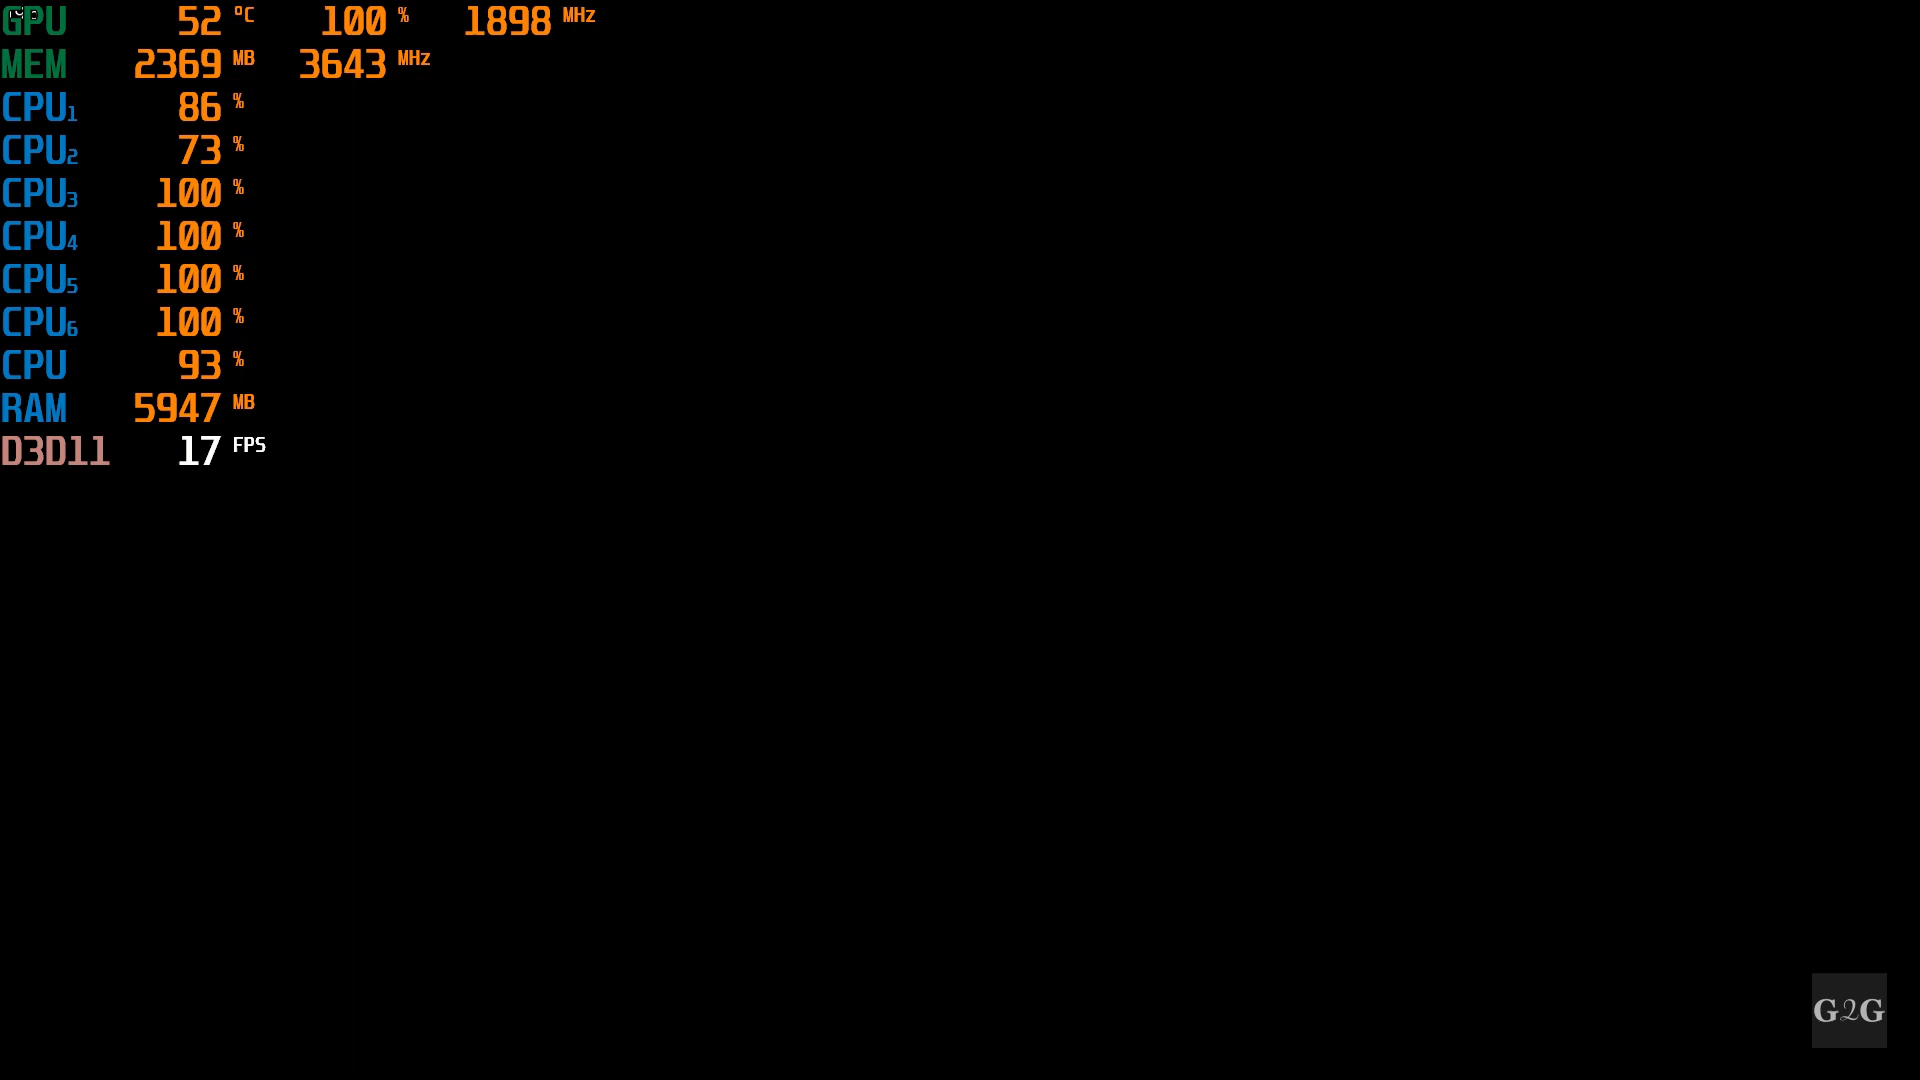 GPU 52 °C 100 % 1898 MHz
MEM 2369 MB 3643 MHz
CPU1 86 %
CPU2 73 %
CPU3 100 %
CPU4 100 %
CPU5 100 %
CPU6 100 %
CPU 93 %
RAM 5947 MB
D3D11 17 FPS
G2G